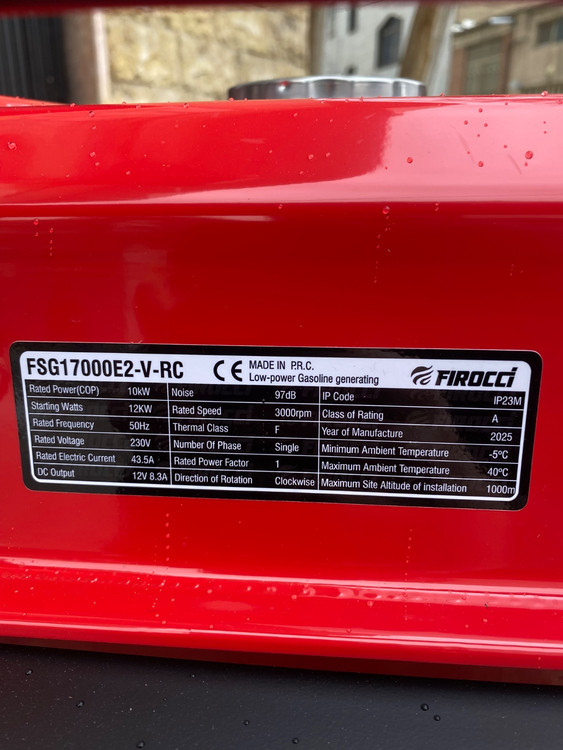 FSG17000E2-V-RC
CE MADE IN P.R.C.
Low-power Gasoline generating
FIROCCI
Rated Power(COP) 10kW
Starting Watts 12KW
Rated Frequency 50Hz
Rated Voltage 230V
Rated Electric Current 43.5A
DC Output 12V 8.3A
Noise 97dB
Rated Speed 3000rpm
Thermal Class F
Number Of Phase Single
Rated Power Factor 1
Direction of Rotation Clockwise
IP Code IP23M
Class of Rating A
Year of Manufacture 2025
Minimum Ambient Temperature -5ºC
Maximum Ambient Temperature 40ºC
Maximum Site Altitude of installation 1000m